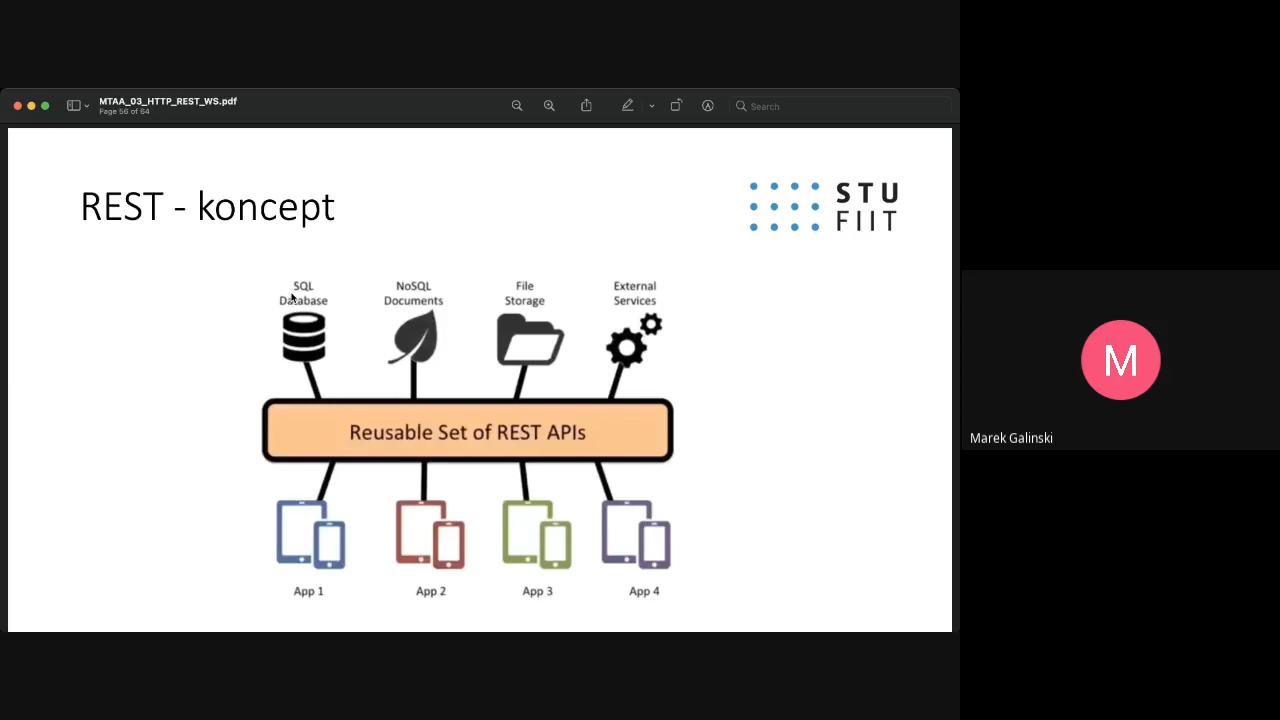 MTAA_03_HTTP_REST_WS.pdf
Page 56 of 64
Search
REST - koncept
STU
FIIT
SQL
Database
NoSQL
Documents
File
Storage
External
Services
Reusable Set of REST APIs
App 1
App 2
App 3
App 4
M
Marek Galinski